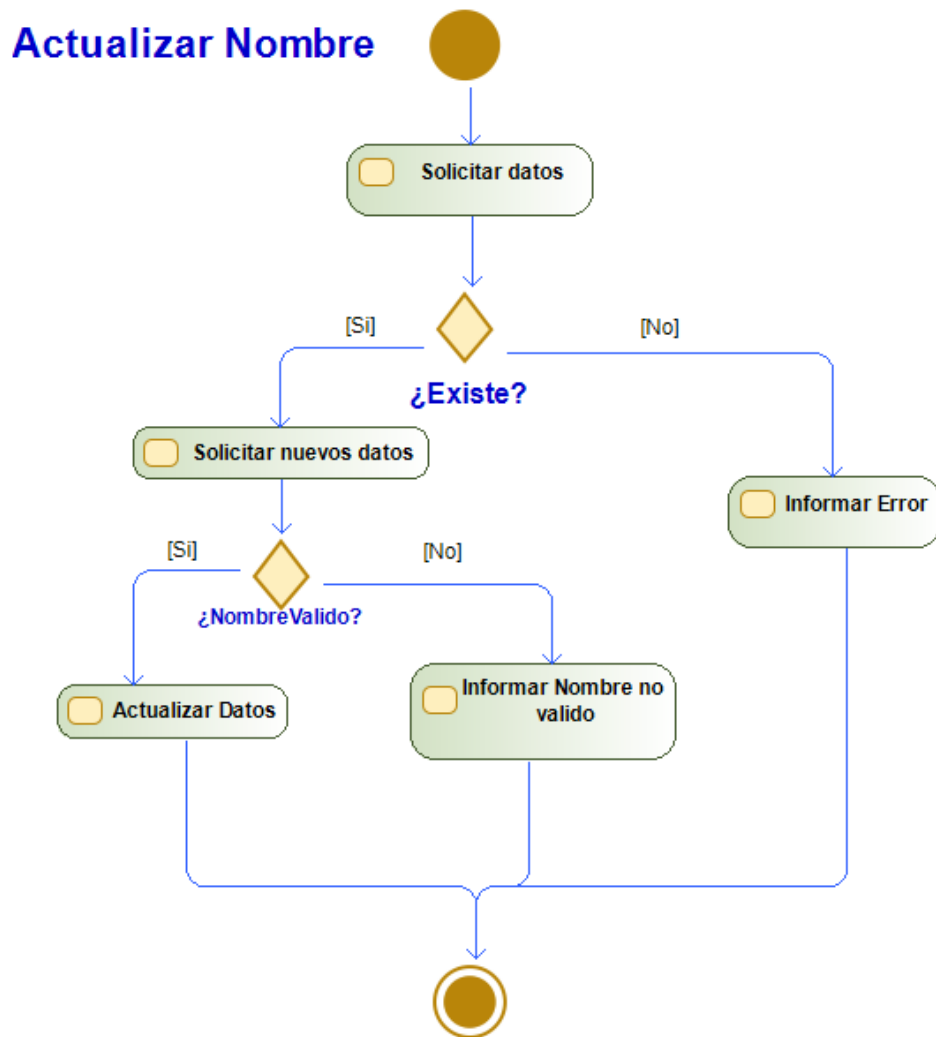 Actualizar Nombre
Solicitar datos
[Si]
[No]
¿Existe?
Solicitar nuevos datos
Informar Error
[Si]
[No]
¿NombreValido?
Actualizar Datos
Informar Nombre no
valido